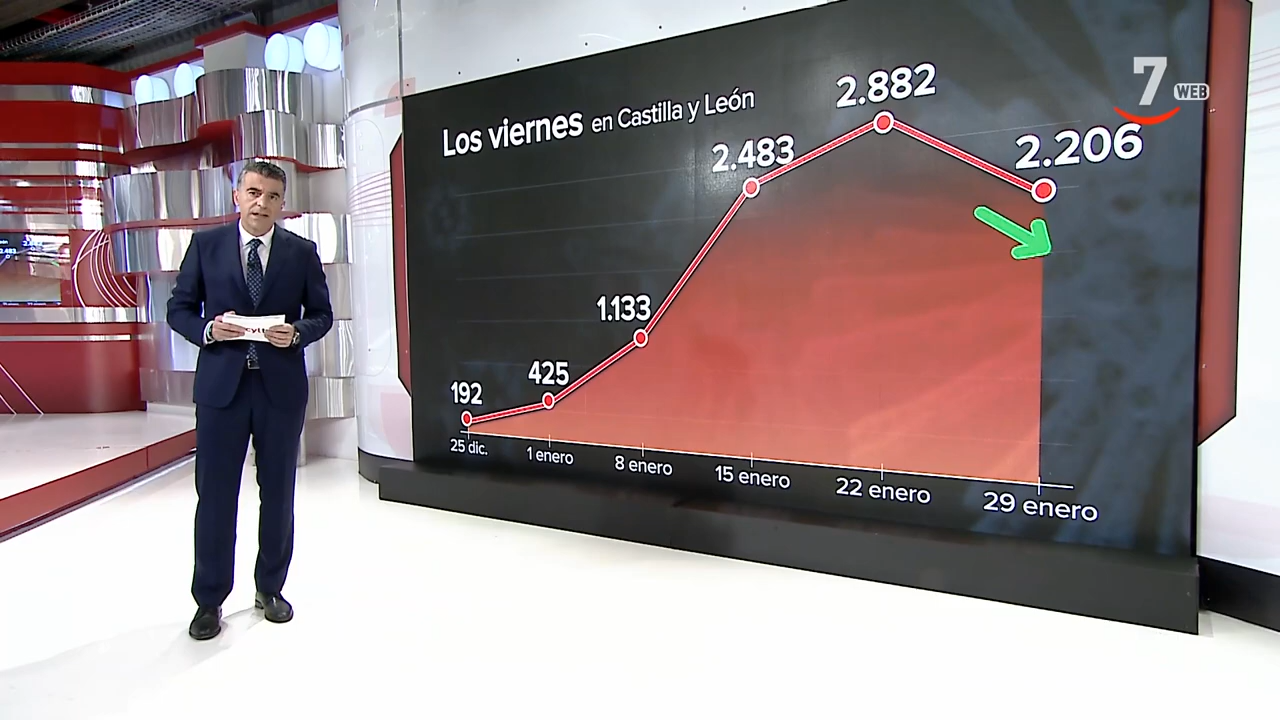 7
WEB
Los viernes en Castilla y León
2.882
2.206
2.483
1.133
425
192
25 dic.
1 enero
8 enero
15 enero
22 enero
29 enero